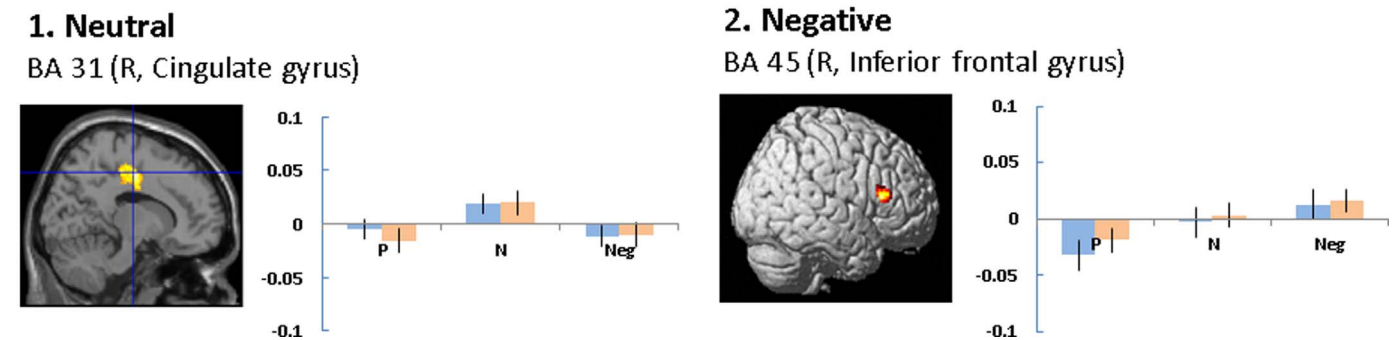 1. Neutral
BA 31 (R, Cingulate gyrus)
0.1
0.05
0
-0.05
-0.1
P
N
Neg
2. Negative
BA 45 (R, Inferior frontal gyrus)
0.1
0.05
0
-0.05
-0.1
P
N
Neg